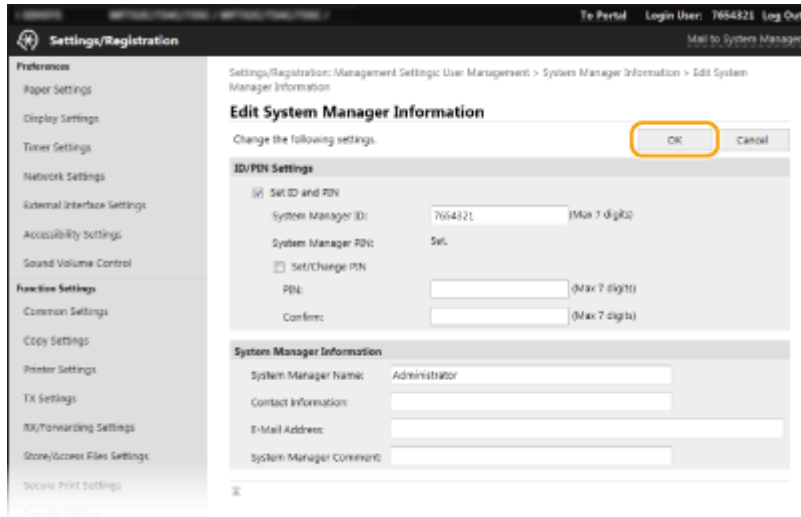 To Portal Login User: 7654321 Log Out
Settings/Registration
Mail to System Manager
Preferences
Paper Settings
Display Settings
Timer Settings
Network Settings
External Interface Settings
Accessibility Settings
Sound Volume Control
Function Settings
Common Settings
Copy Settings
Printer Settings
TX Settings
RX/Forwarding Settings
Store/Access Files Settings
Secure Print Settings
Settings/Registration: Management Settings: User Management > System Manager Information > Edit System
Manager Information
Edit System Manager Information
Change the following settings.
OK Cancel
ID/PIN Settings
Set ID and PIN
System Manager ID: 7654321 (Max 7 digits)
System Manager PIN: Set.
Set/Change PIN
PIN: (Max 7 digits)
Confirm: (Max 7 digits)
System Manager Information
System Manager Name: Administrator
Contact Information:
E-Mail Address:
System Manager Comment: